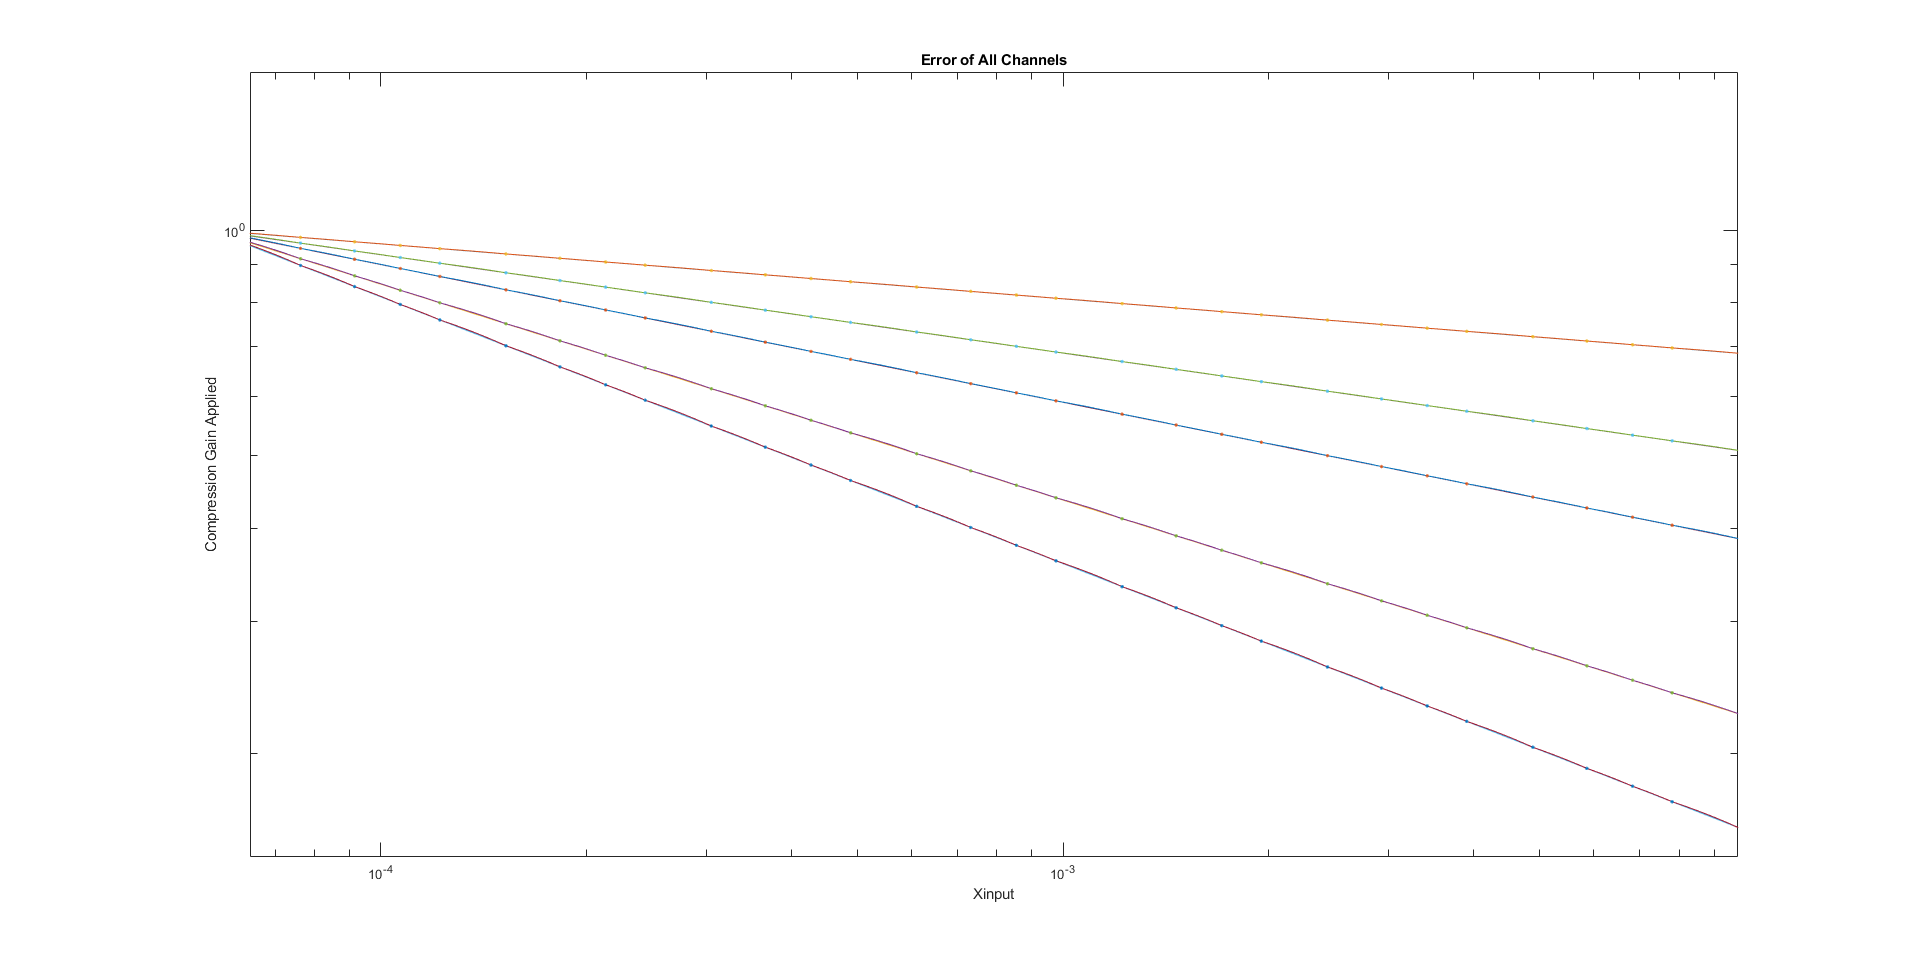 Error of All Channels
10^0
Compression Gain Applied
10^-4
10^-3
Xinput